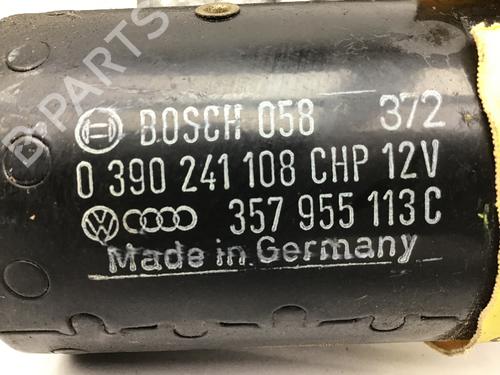 BOSCH 058 372
0 390 241 108 CHP 12V
357 955 113 C
Made in Germany
B-PARTS